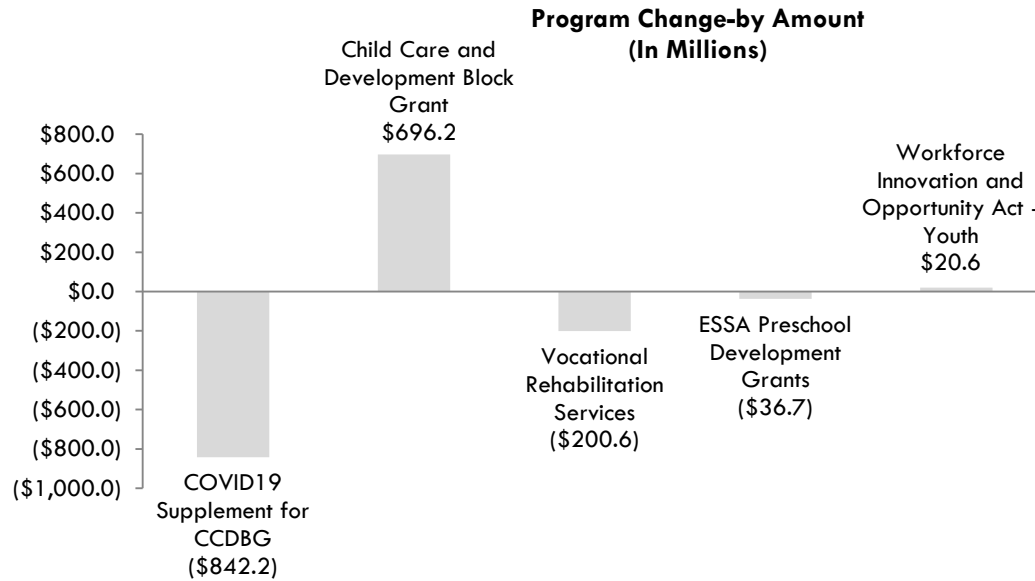 Program Change-by Amount
(In Millions)
Child Care and
Development Block
Grant
$696.2
Workforce
Innovation and
Opportunity Act -
Youth
$20.6
$800.0
$600.0
$400.0
$200.0
$0.0
($200.0)
($400.0)
($600.0)
($800.0)
($1,000.0)
COVID19
Supplement for
CCDBG
($842.2)
Vocational
Rehabilitation
Services
($200.6)
ESSA Preschool
Development
Grants
($36.7)